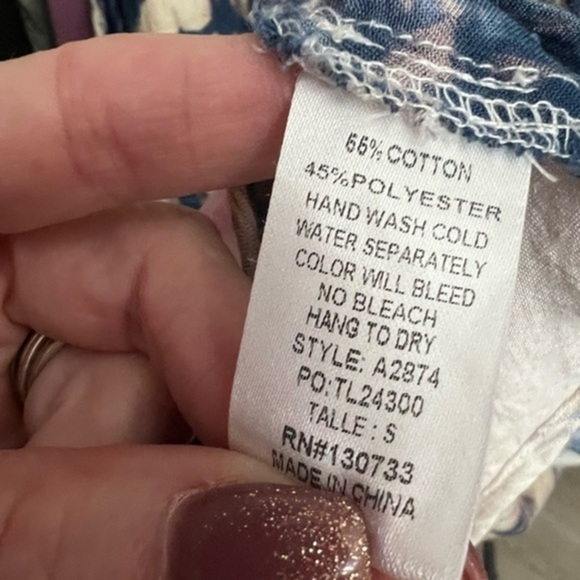 55% COTTON
45%POLYESTER
HAND WASH COLD
WATER SEPARATELY
COLOR WILL BLEED
NO BLEACH
HANG TO DRY
STYLE: A2874
PO:TL24300
TALLE : S
RN#130733
MADE IN CHINA